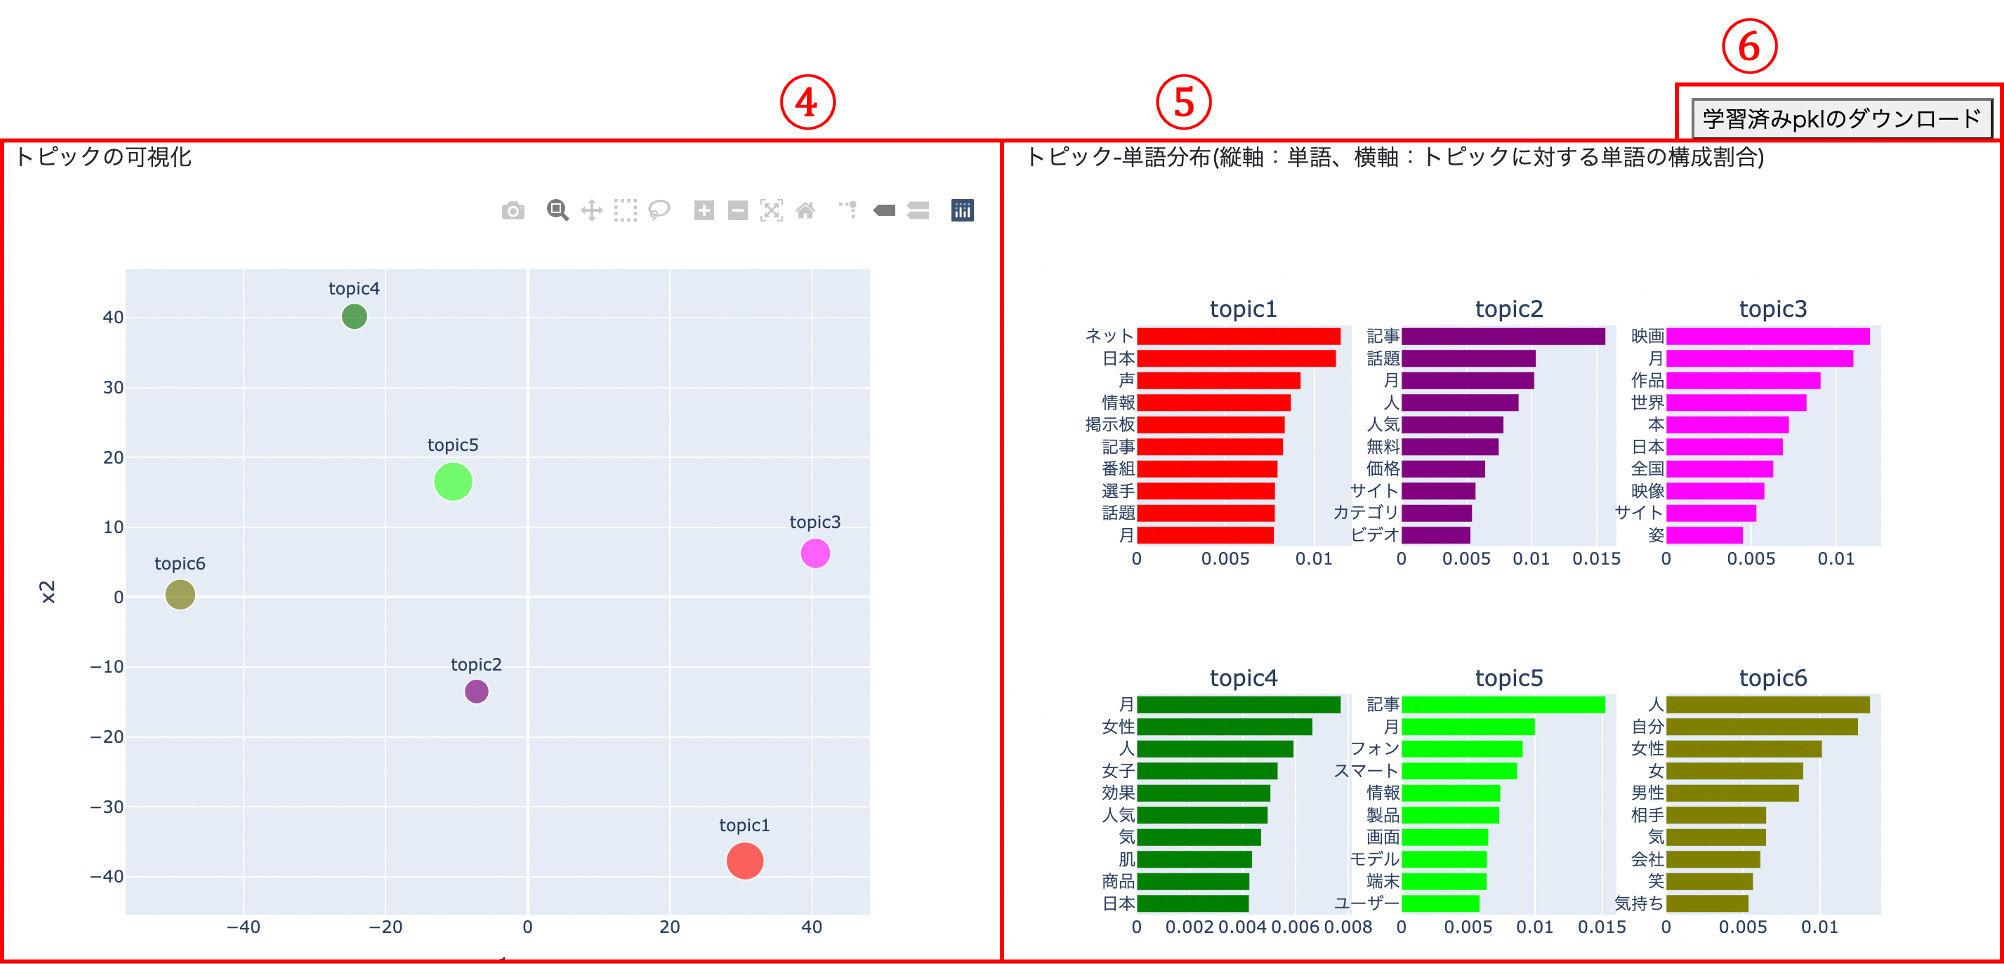 ⑥
④
⑤
学習済みpklのダウンロード
トピックの可視化
トピック-単語分布(縦軸：単語、横軸：トピックに対する単語の構成割合)
topic4
topic5
topic3
topic6
topic2
topic1
40
30
20
10
0
−10
−20
−30
−40
x2
−40
−20
0
20
40
topic1
ネット
日本
声
情報
掲示板
記事
番組
選手
話題
月
0
0.005
0.01
topic2
記事
話題
月
人
人気
無料
価格
サイト
カテゴリ
ビデオ
0
0.005
0.01
0.015
topic3
映画
月
作品
世界
本
日本
全国
映像
サイト
姿
0
0.005
0.01
topic4
月
女性
人
女子
効果
人気
気
肌
商品
日本
0
0.002
0.004
0.006
0.008
topic5
記事
月
フォン
スマート
情報
製品
画面
モデル
端末
ユーザー
0
0.005
0.01
0.015
topic6
人
自分
女性
女
男性
相手
気
会社
笑
気持ち
0
0.005
0.01